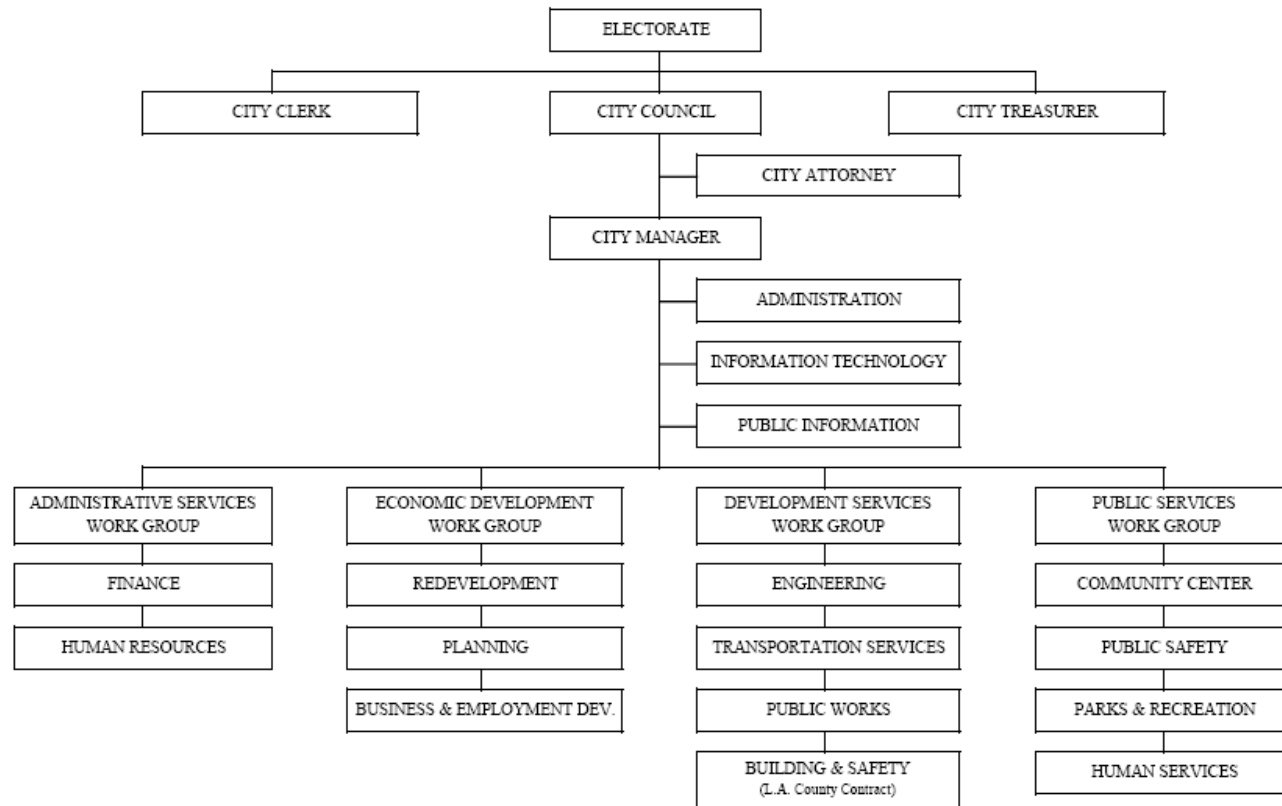 ELECTORATE
CITY CLERK
CITY COUNCIL
CITY TREASURER
CITY ATTORNEY
CITY MANAGER
ADMINISTRATION
INFORMATION TECHNOLOGY
PUBLIC INFORMATION
ADMINISTRATIVE SERVICES
WORK GROUP
ECONOMIC DEVELOPMENT
WORK GROUP
DEVELOPMENT SERVICES
WORK GROUP
PUBLIC SERVICES
WORK GROUP
FINANCE
REDEVELOPMENT
ENGINEERING
COMMUNITY CENTER
HUMAN RESOURCES
PLANNING
TRANSPORTATION SERVICES
PUBLIC SAFETY
BUSINESS & EMPLOYMENT DEV.
PUBLIC WORKS
PARKS & RECREATION
BUILDING & SAFETY
(L.A. County Contract)
HUMAN SERVICES